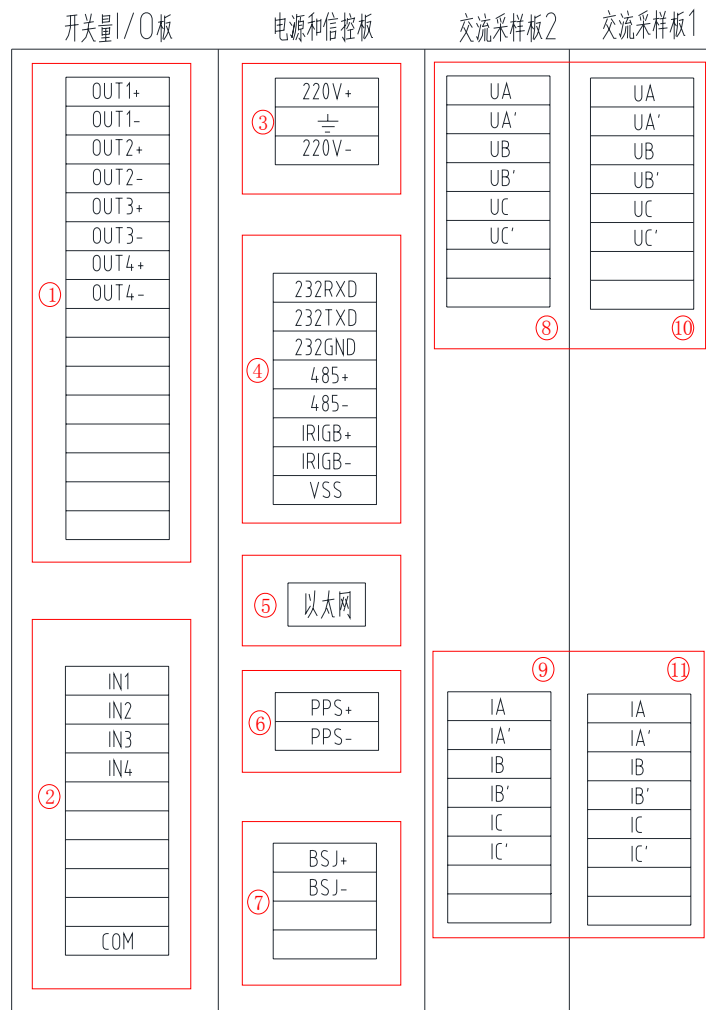 开关量I/O板
电源和信控板
交流采样板2
交流采样板1
①
OUT1+
OUT1-
OUT2+
OUT2-
OUT3+
OUT3-
OUT4+
OUT4-
②
IN1
IN2
IN3
IN4
COM
③
220V+
220V-
④
232RXD
232TXD
232GND
485+
485-
IRIGB+
IRIGB-
VSS
⑤
以太网
⑥
PPS+
PPS-
⑦
BSJ+
BSJ-
UA
UA'
UB
UB'
UC
UC'
⑧
⑨
IA
IA'
IB
IB'
IC
IC'
UA
UA'
UB
UB'
UC
UC'
⑩
⑪
IA
IA'
IB
IB'
IC
IC'